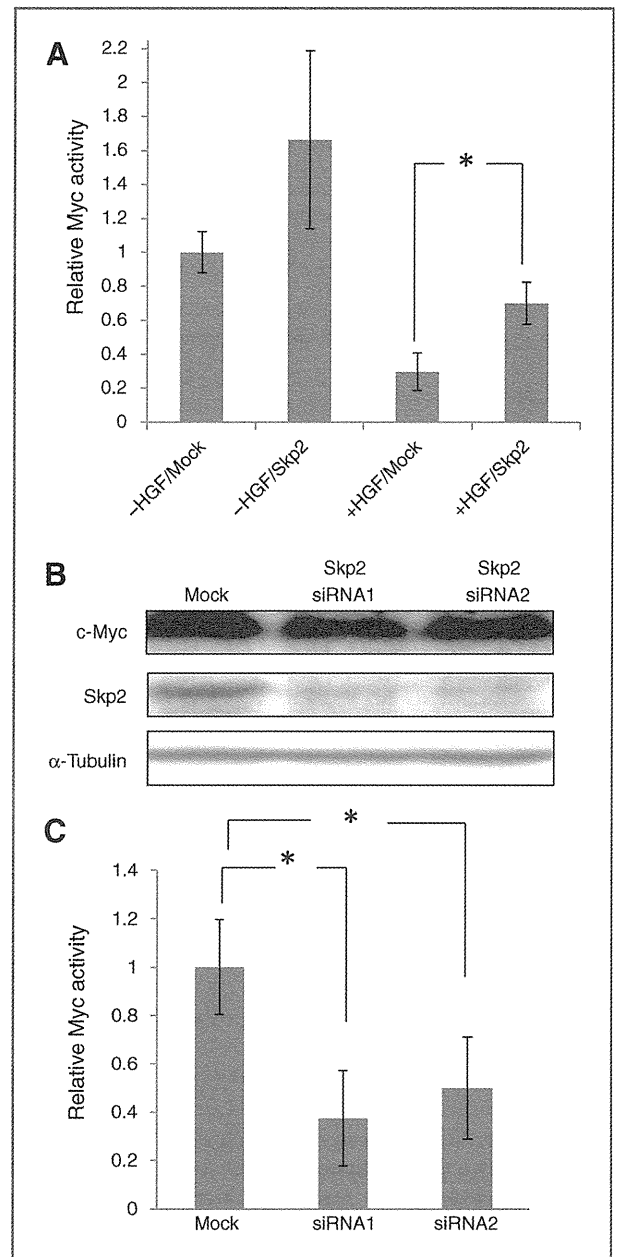 A
2.2
2
1.8
1.6
1.4
1.2
1
0.8
0.6
0.4
0.2
0
Relative Myc activity
*
–HGF/Mock
–HGF/Skp2
+HGF/Mock
+HGF/Skp2
B
Mock
Skp2 siRNA1
Skp2 siRNA2
c-Myc
Skp2
α-Tubulin
C
*
*
1.4
1.2
1
0.8
0.6
0.4
0.2
0
Relative Myc activity
Mock siRNA1 siRNA2